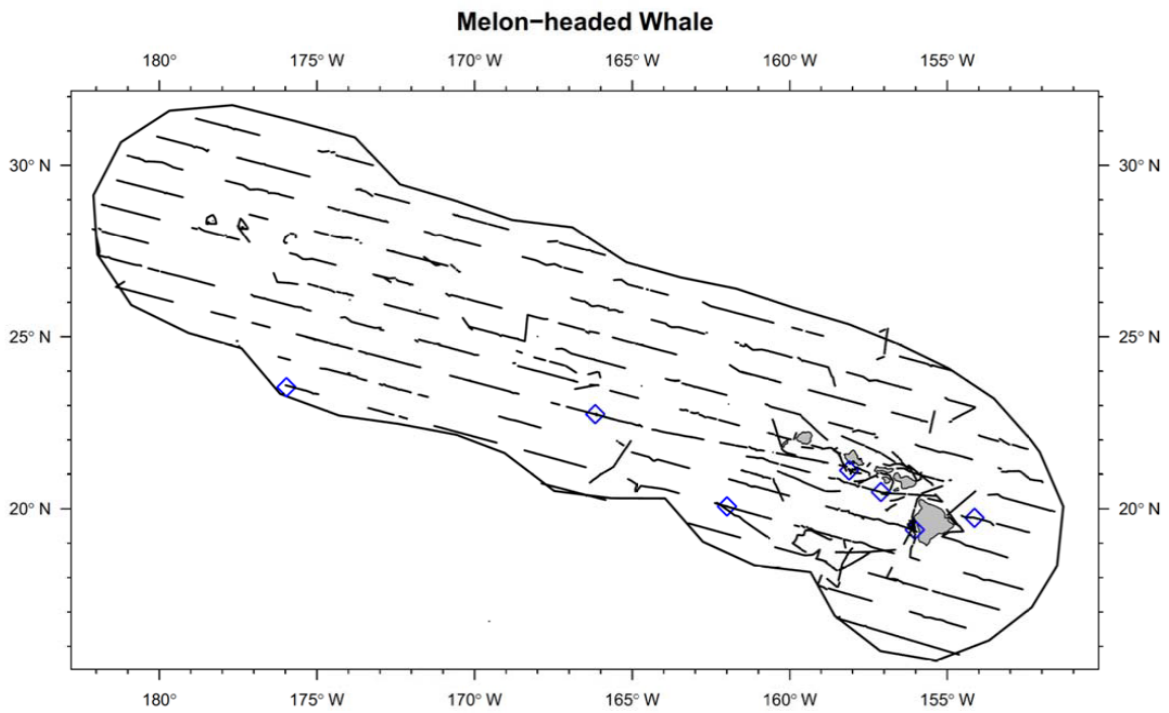 Melon−headed Whale
180° 175° W 170° W 165° W 160° W 155° W
30° N 30° N
25° N 25° N
20° N 20° N
180° 175° W 170° W 165° W 160° W 155° W